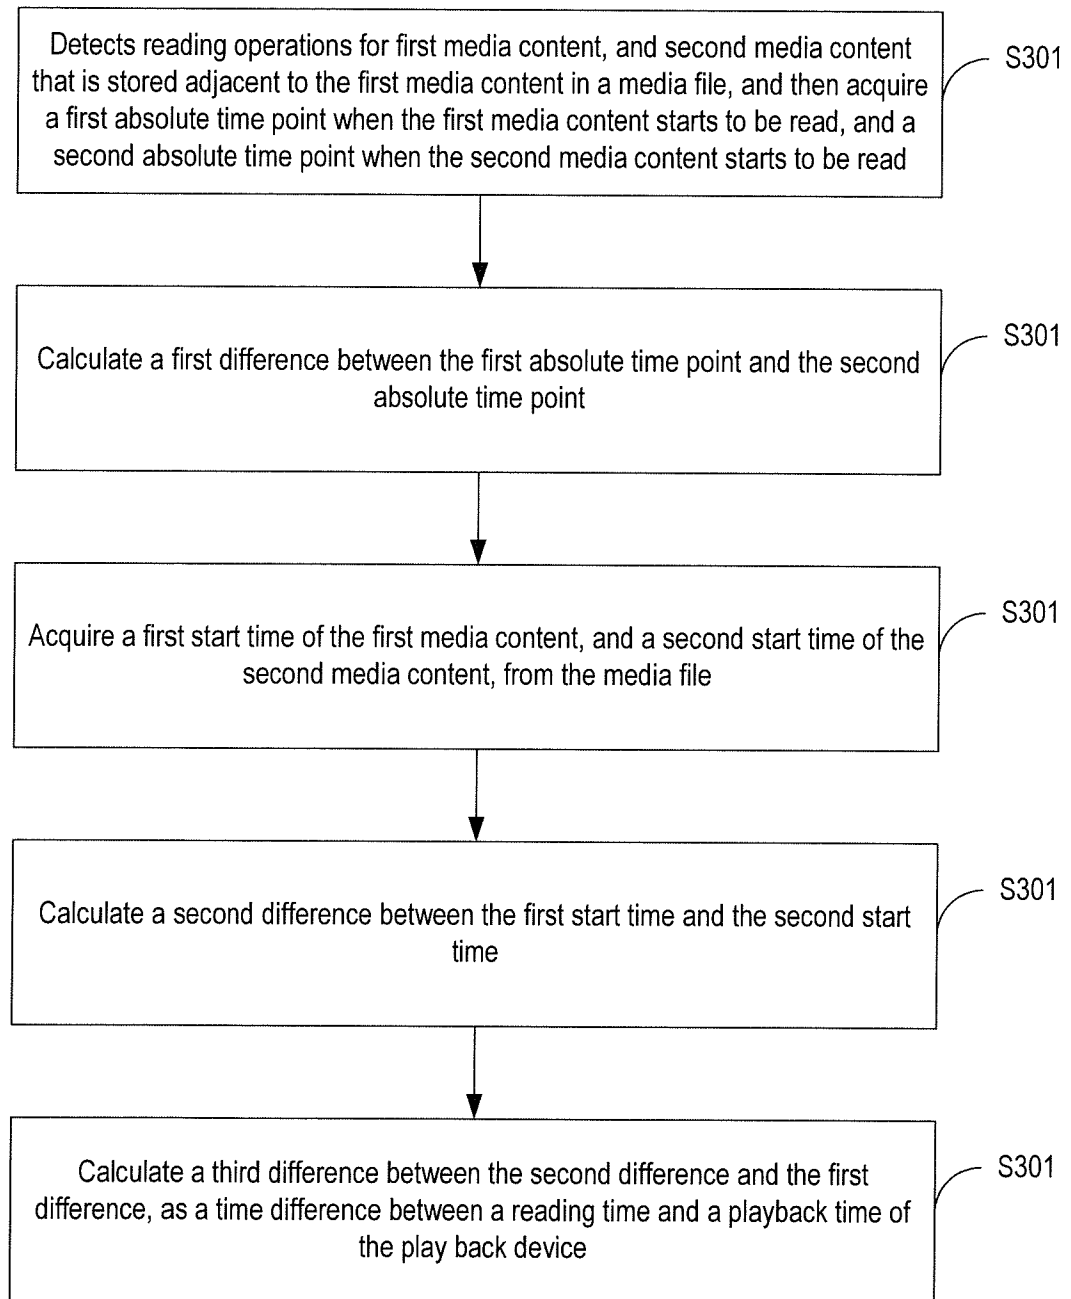 Detects reading operations for first media content, and second media content
that is stored adjacent to the first media content in a media file, and then acquire
a first absolute time point when the first media content starts to be read, and a
second absolute time point when the second media content starts to be read
S301
Calculate a first difference between the first absolute time point and the second
absolute time point
S301
Acquire a first start time of the first media content, and a second start time of the
second media content, from the media file
S301
Calculate a second difference between the first start time and the second start
time
S301
Calculate a third difference between the second difference and the first
difference, as a time difference between a reading time and a playback time of
the play back device
S301